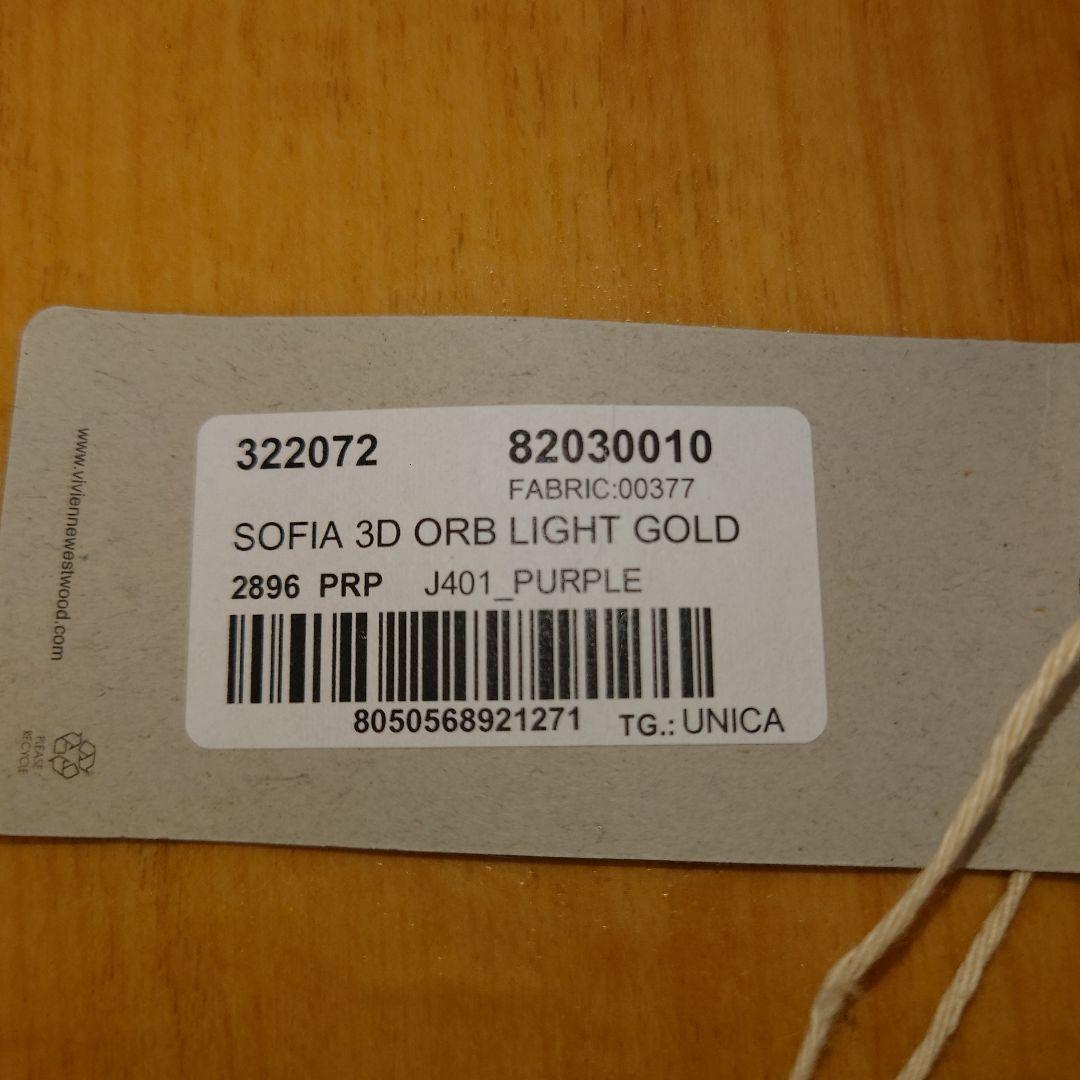 322072 82030010
FABRIC:00377
SOFIA 3D ORB LIGHT GOLD
2896 PRP J401_PURPLE
8050568921271 TG.: UNICA
www.viviennewestwood.com
PLEASE
RECYCLE